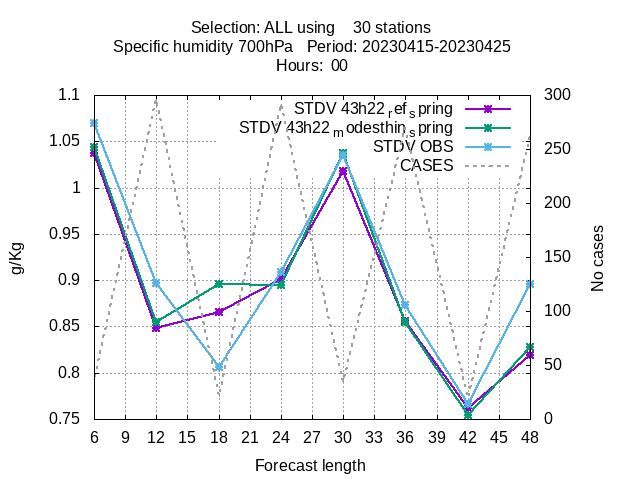 Selection: ALL using 30 stations
Specific humidity 700hPa Period: 20230415-20230425
Hours: 00
1.1
1.05
1
0.95
0.9
0.85
0.8
0.75
g/Kg
STDV 43h22refspring
STDV 43h22modesthin,spring
STDV OBS
CASES
300
250
200
150
100
50
0
No cases
6 9 12 15 18 21 24 27 30 33 36 39 42 45 48
Forecast length